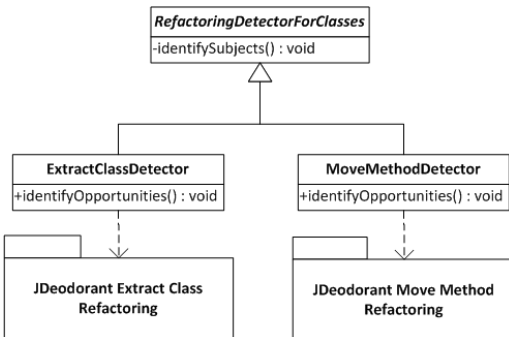 RefactoringDetectorForClasses
-identifySubjects() : void
ExtractClassDetector
+identifyOpportunities() : void
MoveMethodDetector
+identifyOpportunities() : void
JDeodorant Extract Class
Refactoring
JDeodorant Move Method
Refactoring